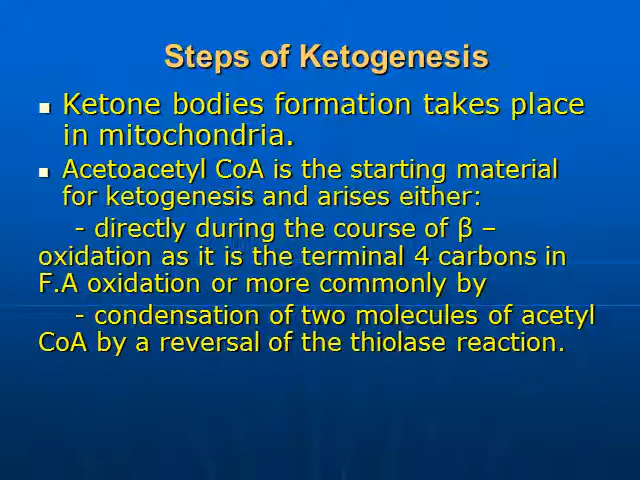 Steps of Ketogenesis
Ketone bodies formation takes place
in mitochondria.
Acetoacetyl CoA is the starting material
for ketogenesis and arises either:
- directly during the course of β –
oxidation as it is the terminal 4 carbons in
F.A oxidation or more commonly by
- condensation of two molecules of acetyl
CoA by a reversal of the thiolase reaction.